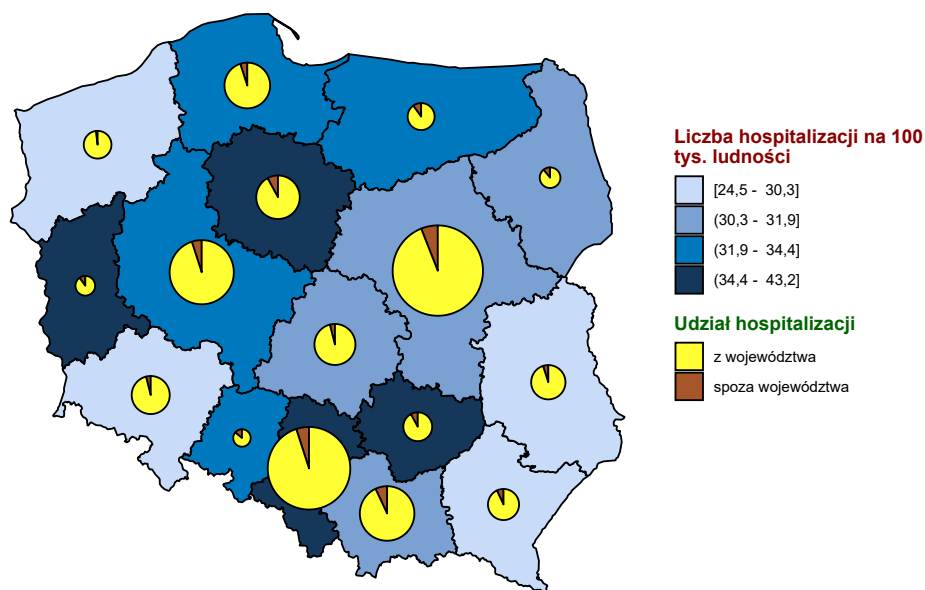 Liczba hospitalizacji na 100
tys. ludności
[24,5 - 30,3]
(30,3 - 31,9]
(31,9 - 34,4]
(34,4 - 43,2]
Udział hospitalizacji
z województwa
spoza województwa